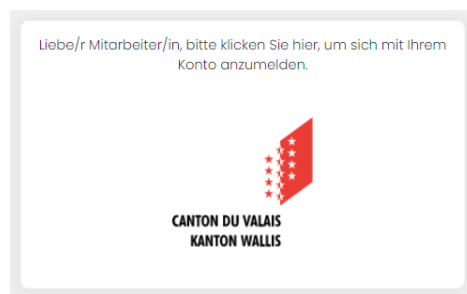 Liebe/r Mitarbeiter/in, bitte klicken Sie hier, um sich mit Ihrem
Konto anzumelden.
CANTON DU VALAIS
KANTON WALLIS